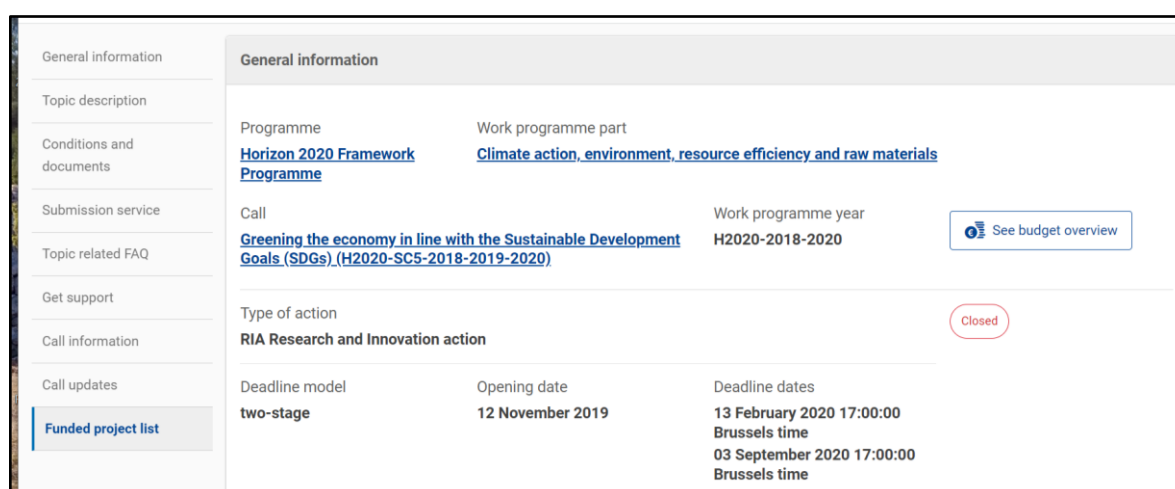 General information
Topic description
Conditions and
documents
Submission service
Topic related FAQ
Get support
Call information
Call updates
Funded project list
General information
Programme
Horizon 2020 Framework
Programme
Work programme part
Climate action, environment, resource efficiency and raw materials
Call
Greening the economy in line with the Sustainable Development
Goals (SDGs) (H2020-SC5-2018-2019-2020)
Work programme year
H2020-2018-2020
See budget overview
Type of action
RIA Research and Innovation action
Closed
Deadline model
two-stage
Opening date
12 November 2019
Deadline dates
13 February 2020 17:00:00
Brussels time
03 September 2020 17:00:00
Brussels time